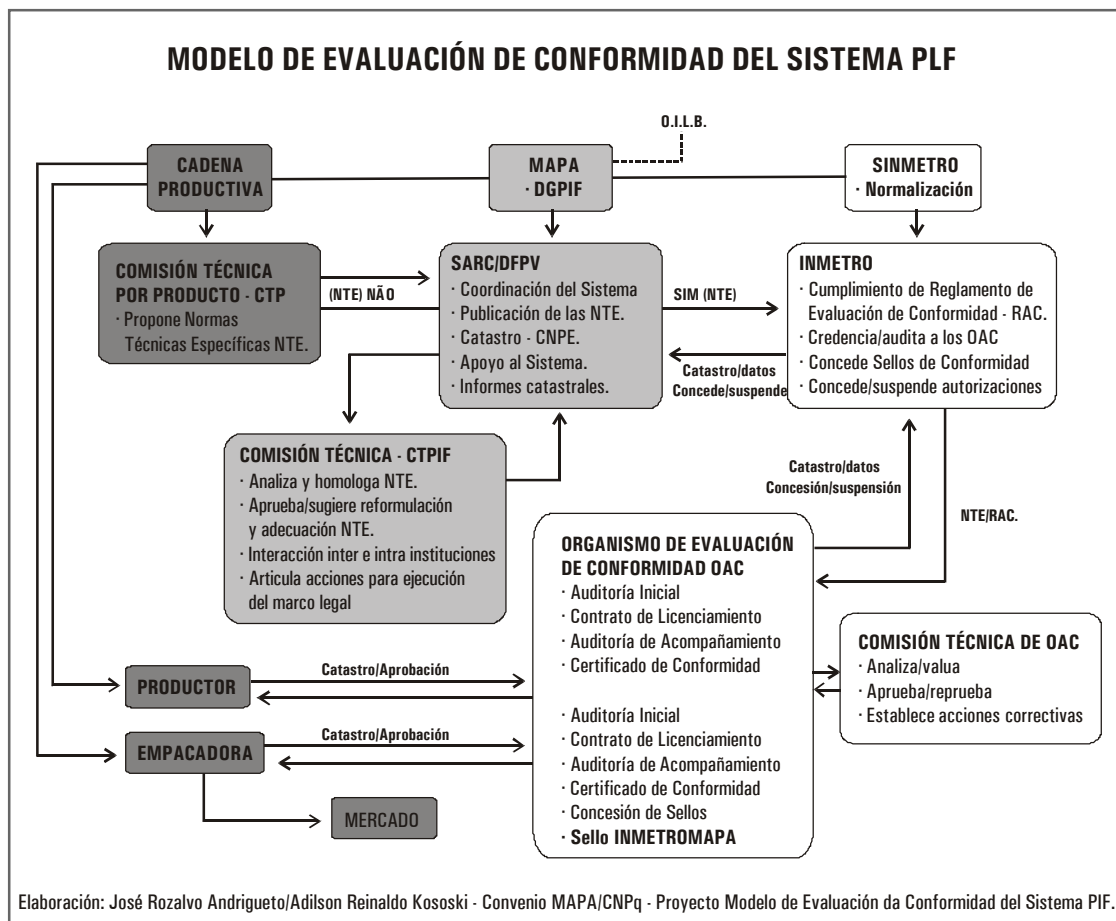 MODELO DE EVALUACIÓN DE CONFORMIDAD DEL SISTEMA PLF
O.I.L.B.
CADENA
PRODUCTIVA
MAPA
· DGPIF
SINMETRO
· Normalización
COMISIÓN TÉCNICA
POR PRODUCTO - CTP
· Propone Normas
Técnicas Específicas NTE.
(NTE) NÃO
SARC/DFPV
· Coordinación del Sistema
· Publicación de las NTE.
· Catastro - CNPE.
· Apoyo al Sistema.
· Informes catastrales.
SIM (NTE)
Catastro/datos
Concede/suspende
INMETRO
· Cumplimiento de Reglamento de
Evaluación de Conformidad - RAC.
· Credencia/audita a los OAC
· Concede Sellos de Conformidad
· Concede/suspende autorizaciones
COMISIÓN TÉCNICA - CTPIF
· Analiza y homologa NTE.
· Aprueba/sugiere reformulación
y adecuación NTE.
· Interacción inter e intra instituciones
· Articula acciones para ejecución
del marco legal
Catastro/datos
Concesión/suspensión
NTE/RAC.
ORGANISMO DE EVALUACIÓN
DE CONFORMIDAD OAC
· Auditoría Inicial
· Contrato de Licenciamiento
· Auditoría de Acompañamiento
· Certificado de Conformidad
· Auditoría Inicial
· Contrato de Licenciamiento
· Auditoría de Acompañamiento
· Certificado de Conformidad
· Concesión de Sellos
· Sello INMETROMAPA
COMISIÓN TÉCNICA DE OAC
· Analiza/valua
· Aprueba/reprueba
· Establece acciones correctivas
PRODUCTOR
Catastro/Aprobación
EMPACADORA
Catastro/Aprobación
MERCADO
Elaboración: José Rozalvo Andrigueto/Adilson Reinaldo Kososki - Convenio MAPA/CNPq - Proyecto Modelo de Evaluación da Conformidad del Sistema PIF.